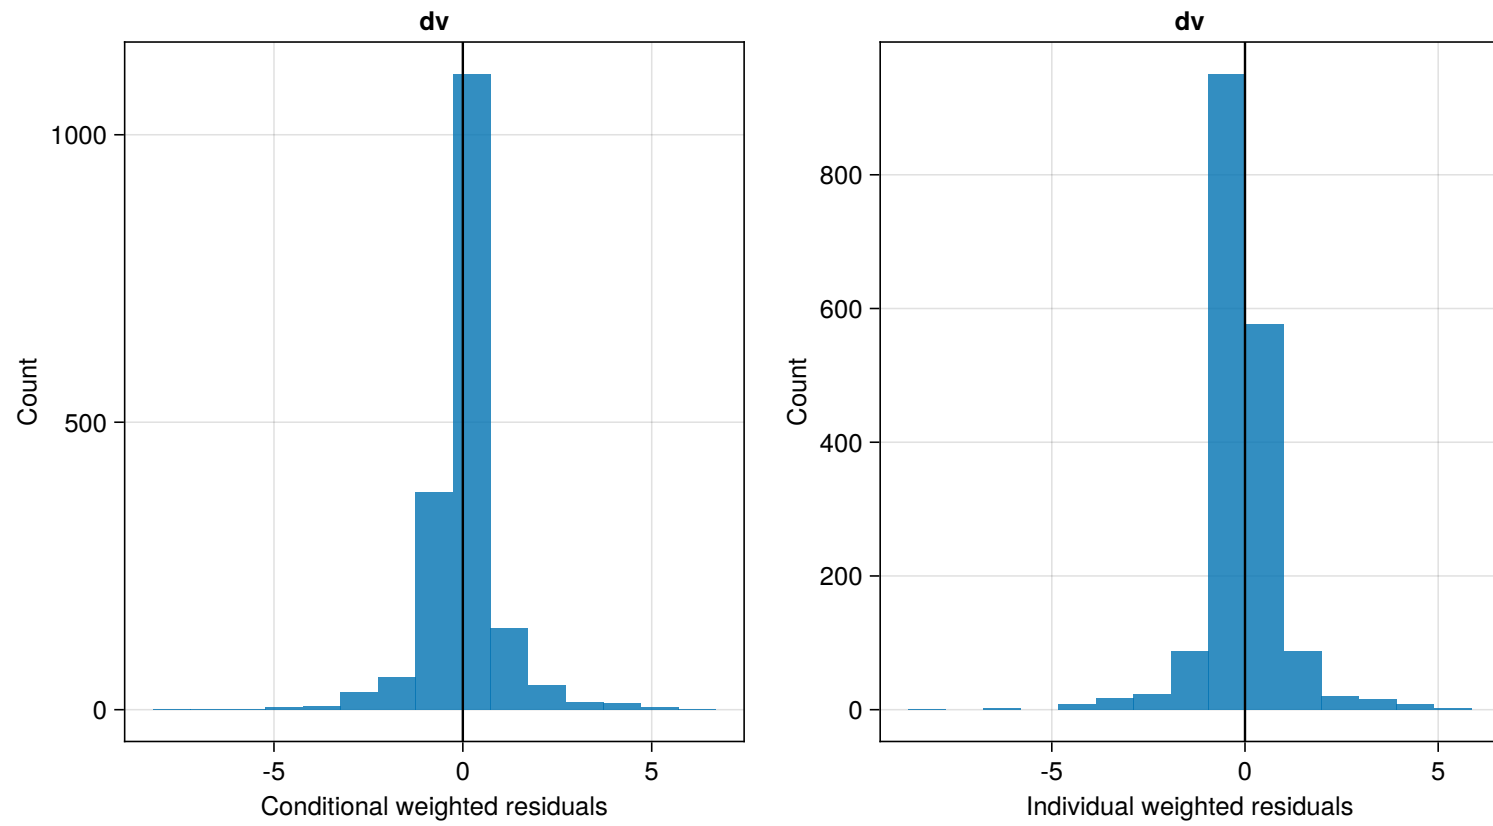 dv
Count
1000
500
0
-5
0
5
Conditional weighted residuals
dv
Count
800
600
400
200
0
-5
0
5
Individual weighted residuals